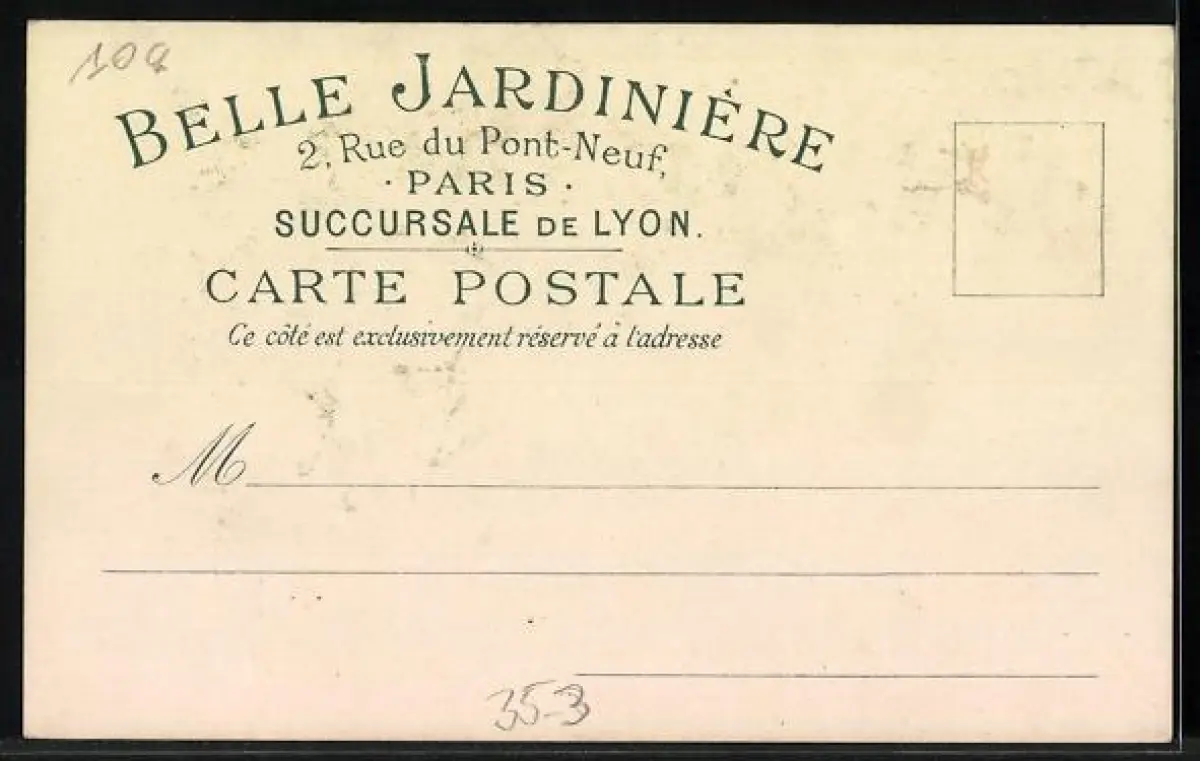 108
BELLE JARDINIÈRE
2, Rue du Pont-Neuf,
· PARIS ·
SUCCURSALE DE LYON.
CARTE POSTALE
Ce côté est exclusivement réservé à l'adresse
M
35-3